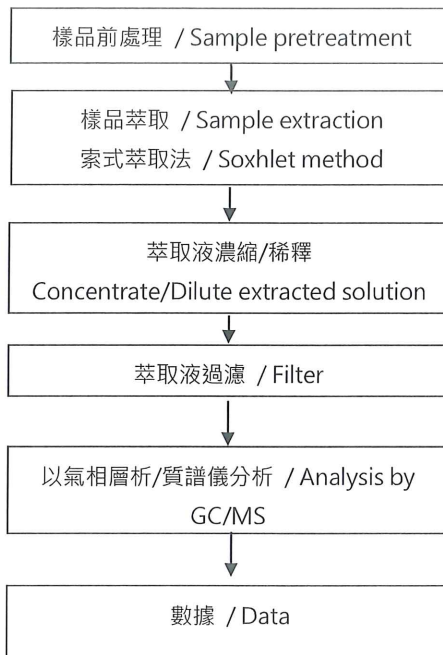 樣品前處理 / Sample pretreatment
樣品萃取 / Sample extraction
索式萃取法 / Soxhlet method
萃取液濃縮/稀釋
Concentrate/Dilute extracted solution
萃取液過濾 / Filter
以氣相層析/質譜儀分析 / Analysis by
GC/MS
數據 / Data